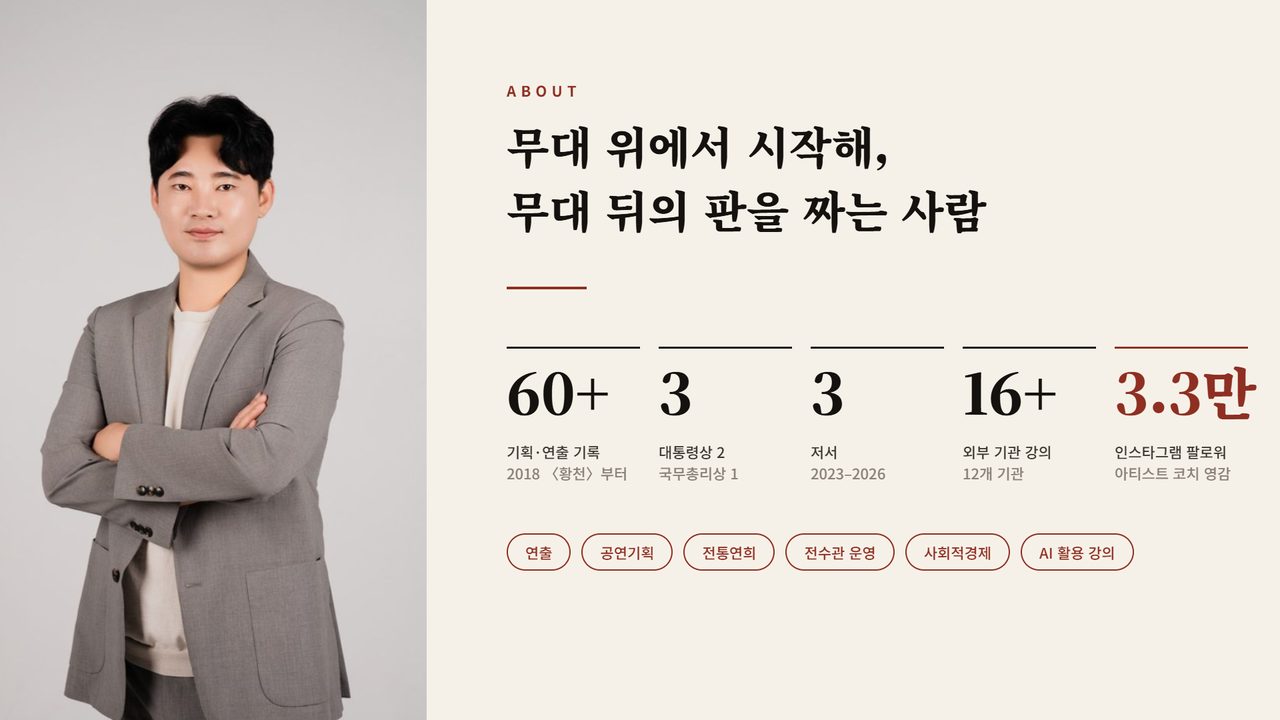 ABOUT
무대 위에서 시작해,
무대 뒤의 판을 짜는 사람
60+
기획·연출 기록
2018 〈황천〉부터
3
대통령상 2
국무총리상 1
3
저서
2023–2026
16+
외부 기관 강의
12개 기관
3.3만
인스타그램 팔로워
아티스트 코치 영감
연출 공연기획 전통연희 전수관 운영 사회적경제 AI 활용 강의